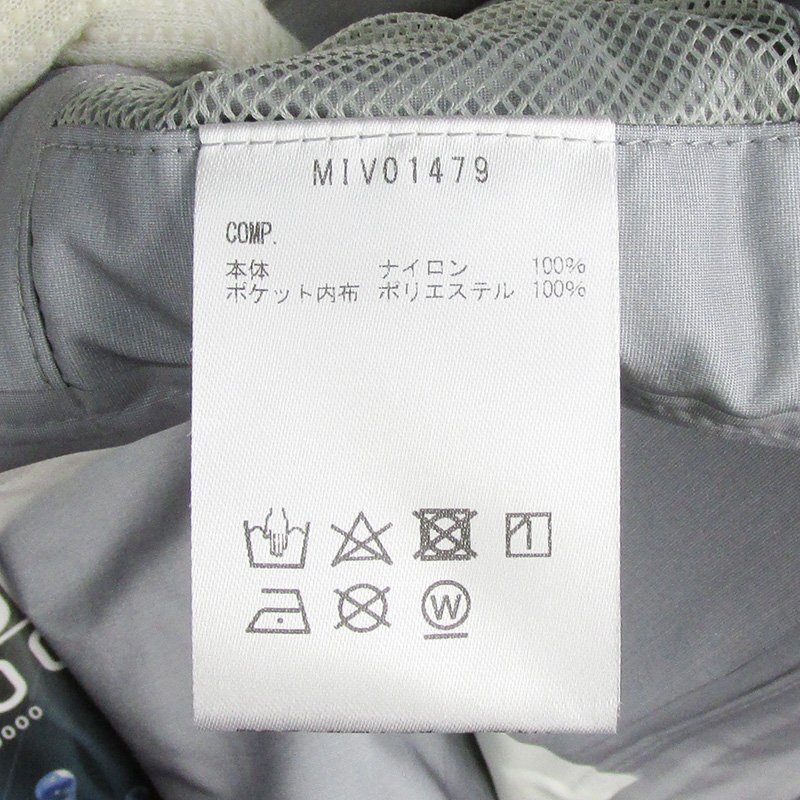 MIV01479
COMP.
本体 ナイロン 100%
ポケット内布 ポリエステル 100%
W
0000